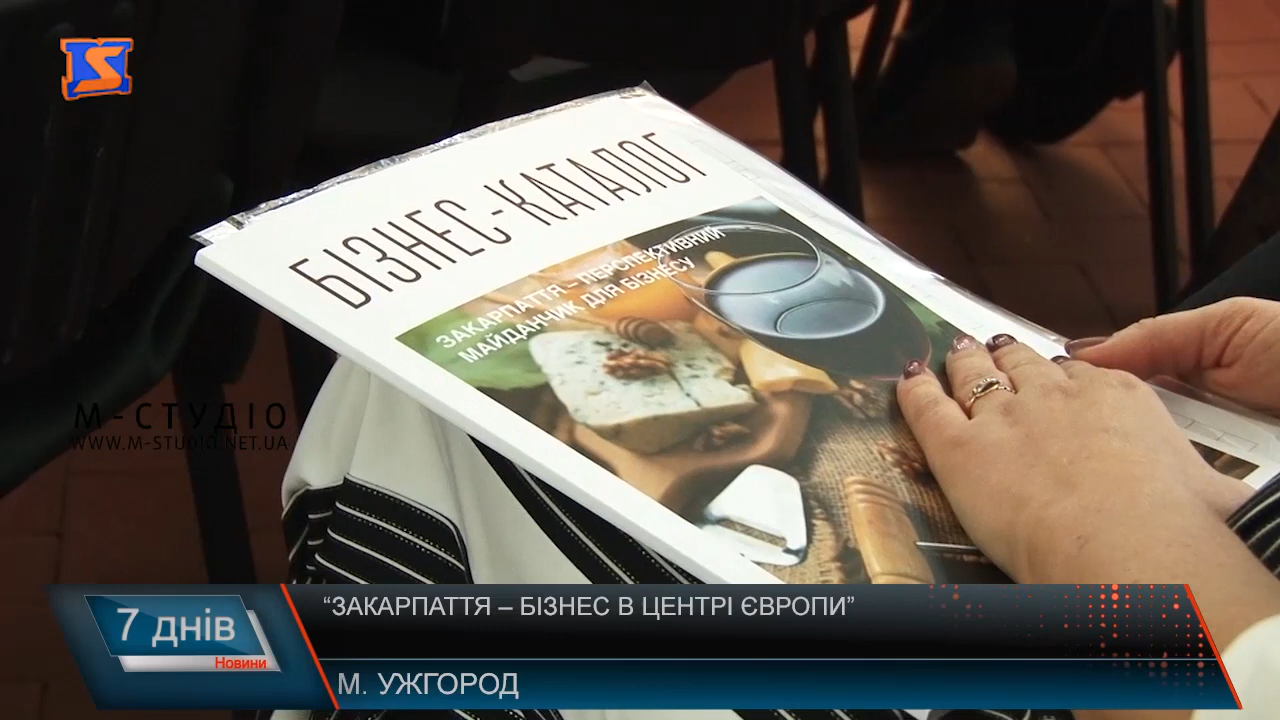 БІЗНЕС-КАТАЛОГ
ЗАКАРПАТТЯ – ПЕРСПЕКТИВНИЙ
МАЙДАНЧИК ДЛЯ БІЗНЕСУ
М-СТУДІО
WWW.M-STUDIO.NET.UA
7 днів
Новини
“ЗАКАРПАТТЯ – БІЗНЕС В ЦЕНТРІ ЄВРОПИ”
М. УЖГОРОД